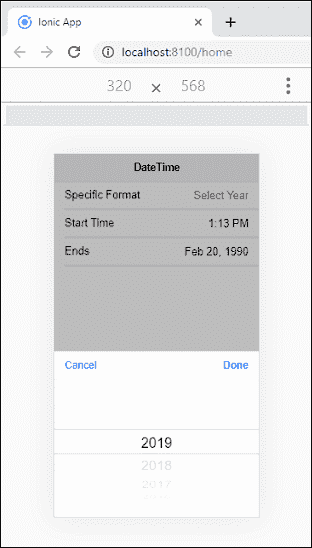 Ionic App
localhost:8100/home
320 × 568
DateTime
Specific Format Select Year
Start Time 1:13 PM
Ends Feb 20, 1990
Cancel Done
2019
2018
2017